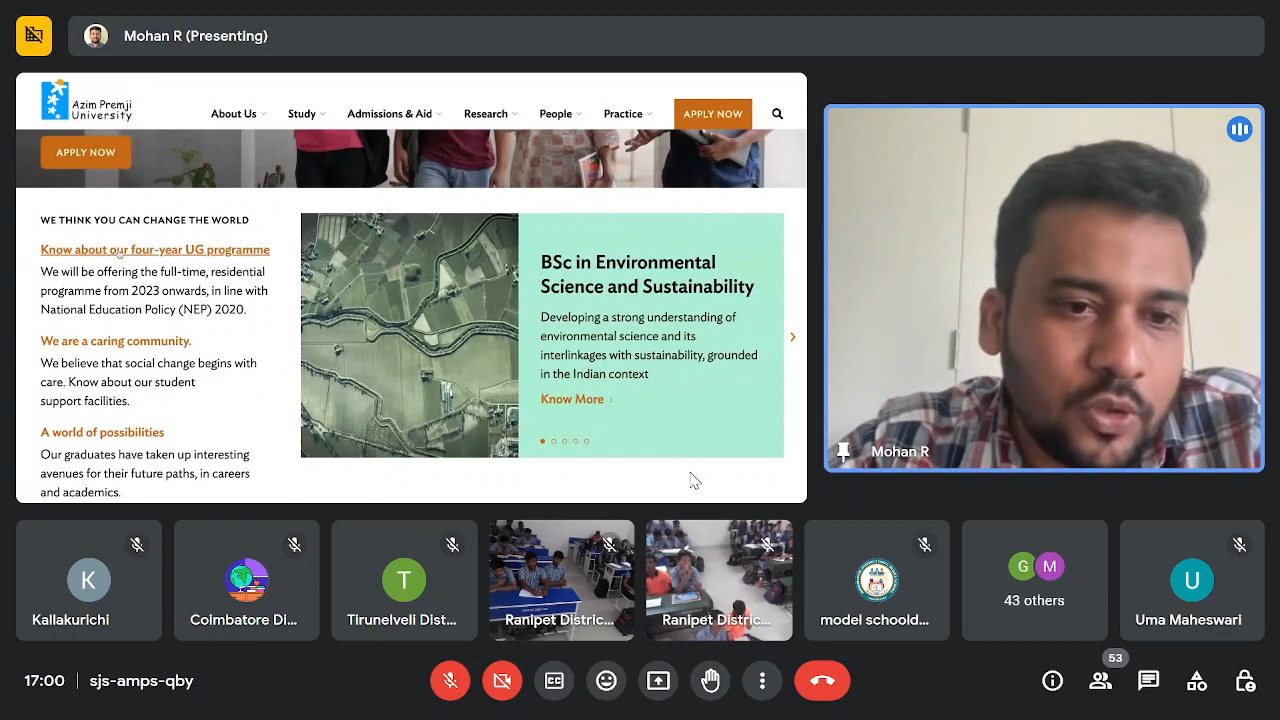 Mohan R (Presenting)
Azim Premji
University
About Us
Study
Admissions & Aid
Research
People
Practice
APPLY NOW
APPLY NOW
WE THINK YOU CAN CHANGE THE WORLD
Know about our four-year UG programme
We will be offering the full-time, residential
programme from 2023 onwards, in line with
National Education Policy (NEP) 2020.
We are a caring community.
We believe that social change begins with
care. Know about our student
support facilities.
A world of possibilities
Our graduates have taken up interesting
avenues for their future paths, in careers
and academics.
BSc in Environmental
Science and Sustainability
Developing a strong understanding of
environmental science and its
interlinkages with sustainability, grounded
in the Indian context
Know More
Mohan R
K
Kallakurichi
Coimbatore Di...
T
Tirunelveli Dist...
Ranipet Distric...
Ranipet Distric...
model schoold...
G M
43 others
U
Uma Maheswari
17:00 | sjs-amps-qby
53